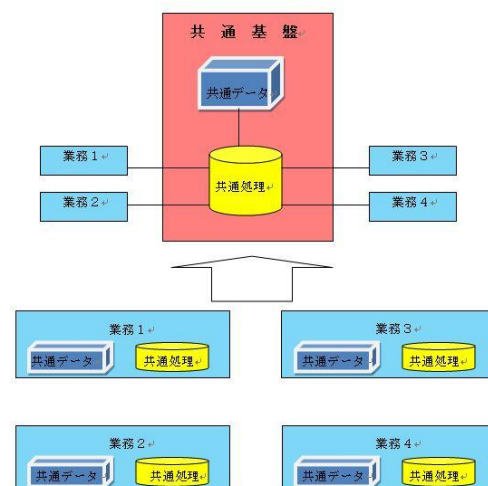 共 通 基 盤
共通データ
業務1
業務3
共通処理
業務2
業務4
業務1
業務3
共通データ
共通処理
共通データ
共通処理
業務2
業務4
共通データ
共通処理
共通データ
共通処理